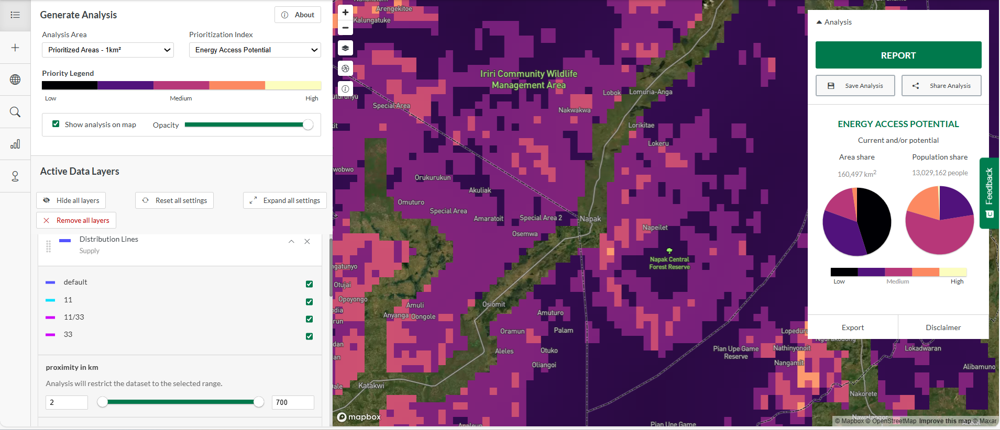 Generate Analysis
About
Analysis Area
Prioritization Index
Prioritized Areas - 1km²
Energy Access Potential
Priority Legend
Low
Medium
High
Show analysis on map
Opacity
Active Data Layers
Hide all layers
Reset all settings
Expand all settings
Remove all layers
Distribution Lines
Supply
default
11
11/33
33
proximity in km
Analysis will restrict the dataset to the selected range.
2
700
Arengekitoe
Kalungatuke
Iriri Community Wildlife
Management Area
Lobok
Lomuria-Anga
Special Area
Nakwakwa
Lorikitae
Lokeru
Orukurukun
Akuliak
Omuturo
Special Area
Amaratoit
Special Area 2
Napak
Napeilet
Osemwa
Napak Central
Forest Reserve
Otujai
Opoyongo
Amuli
Osiomit
Anyanga
Oongole
Amuturo
Oramun
Palam
Aleles
Otuko
Oliangoi
Pian Upe Game
Reserve
Nathinyonoit
Nangamit
Lokadwaran
Alibamuno
Katakwi
Nakorete
Nawalangor
Pian Upe Game
mapbox
© Mapbox © OpenStreetMap Improve this map © Maxar
Analysis
REPORT
Save Analysis
Share Analysis
ENERGY ACCESS POTENTIAL
Current and/or potential
Area share
Population share
160,497 km²
13,029,162 people
Low
Medium
High
Export
Disclaimer
Feedback